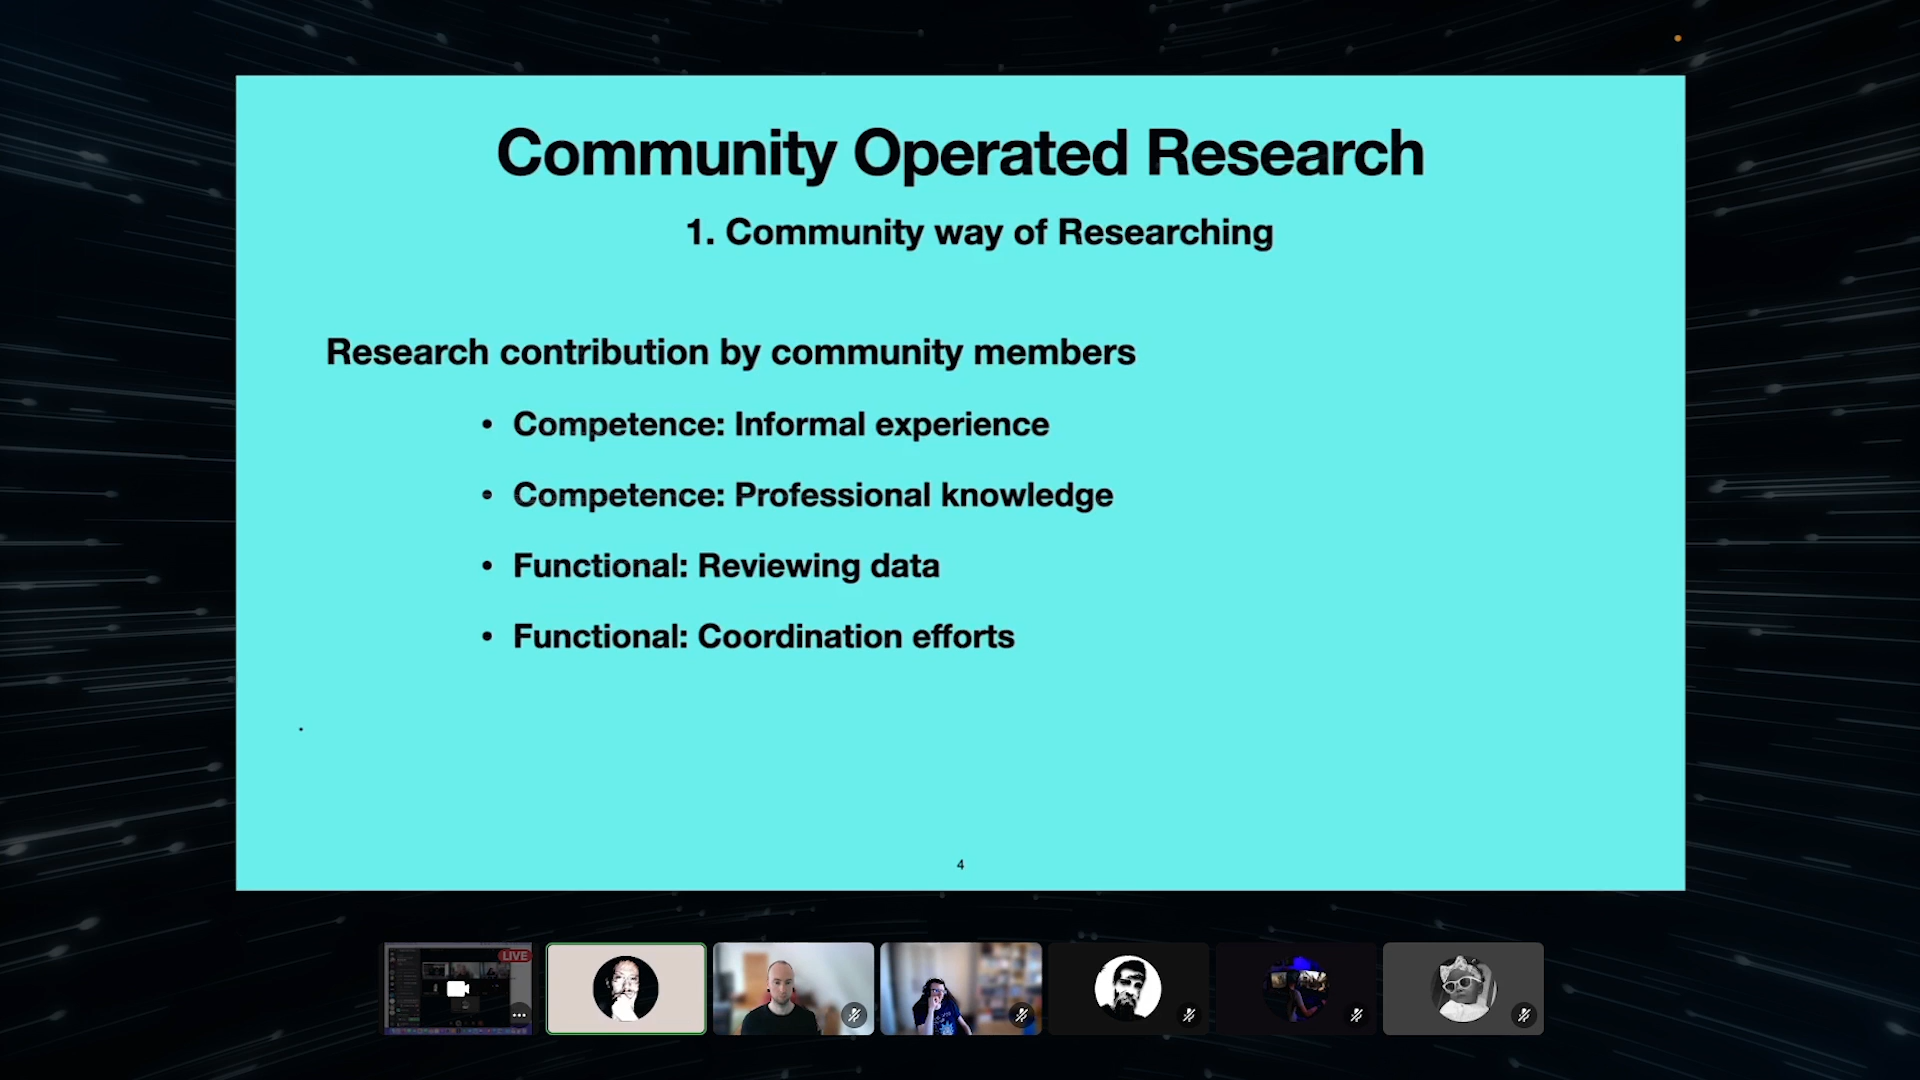 Community Operated Research
1. Community way of Researching
Research contribution by community members
• Competence: Informal experience
• Competence: Professional knowledge
• Functional: Reviewing data
• Functional: Coordination efforts
4
LIVE